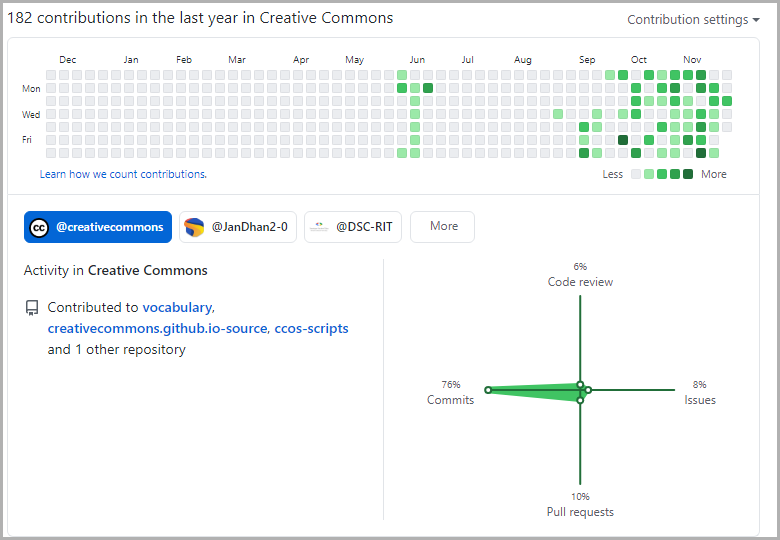 182 contributions in the last year in Creative Commons
Contribution settings
Dec Jan Feb Mar Apr May Jun Jul Aug Sep Oct Nov
Mon
Wed
Fri
Learn how we count contributions.
Less More
cc @creativecommons @JanDhan2-0 @DSC-RIT More
Activity in Creative Commons
Contributed to vocabulary,
creativecommons.github.io-source, ccos-scripts
and 1 other repository
6%
Code review
76%
Commits
8%
Issues
10%
Pull requests